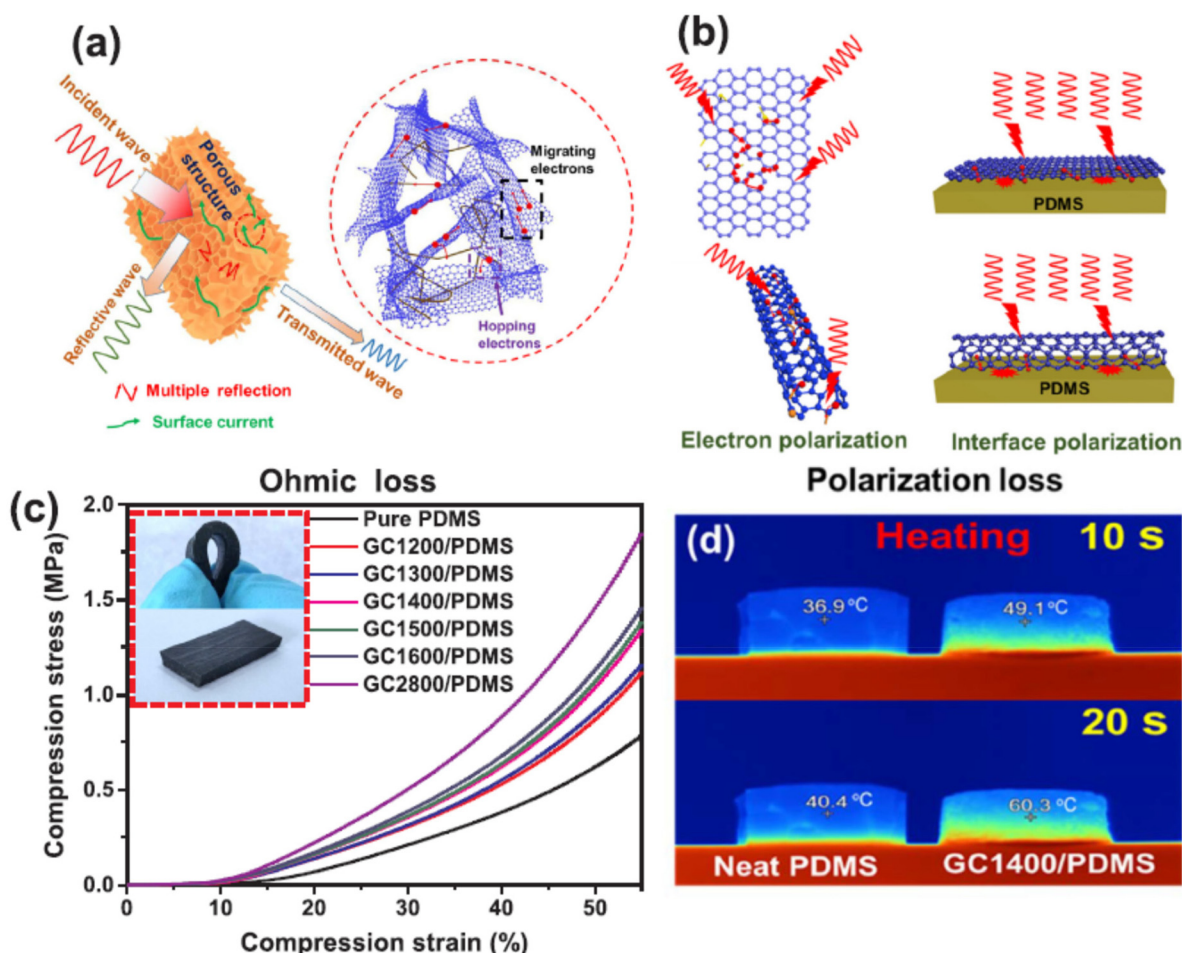 (a)
Incident wave
Porous
structure
Reflective wave
Transmitted wave
Migrating
electrons
Hopping
electrons
Multiple reflection
Surface current
Ohmic loss
(b)
PDMS
PDMS
Electron polarization
Interface polarization
Polarization loss
(c)
Compression stress (MPa)
2.0
1.5
1.0
0.5
0.0
0
10
20
30
40
50
Compression strain (%)
Pure PDMS
GC1200/PDMS
GC1300/PDMS
GC1400/PDMS
GC1500/PDMS
GC1600/PDMS
GC2800/PDMS
(d)
Heating
10 s
36.9 °C
49.1 °C
20 s
40.4 °C
60.3 °C
Neat PDMS
GC1400/PDMS